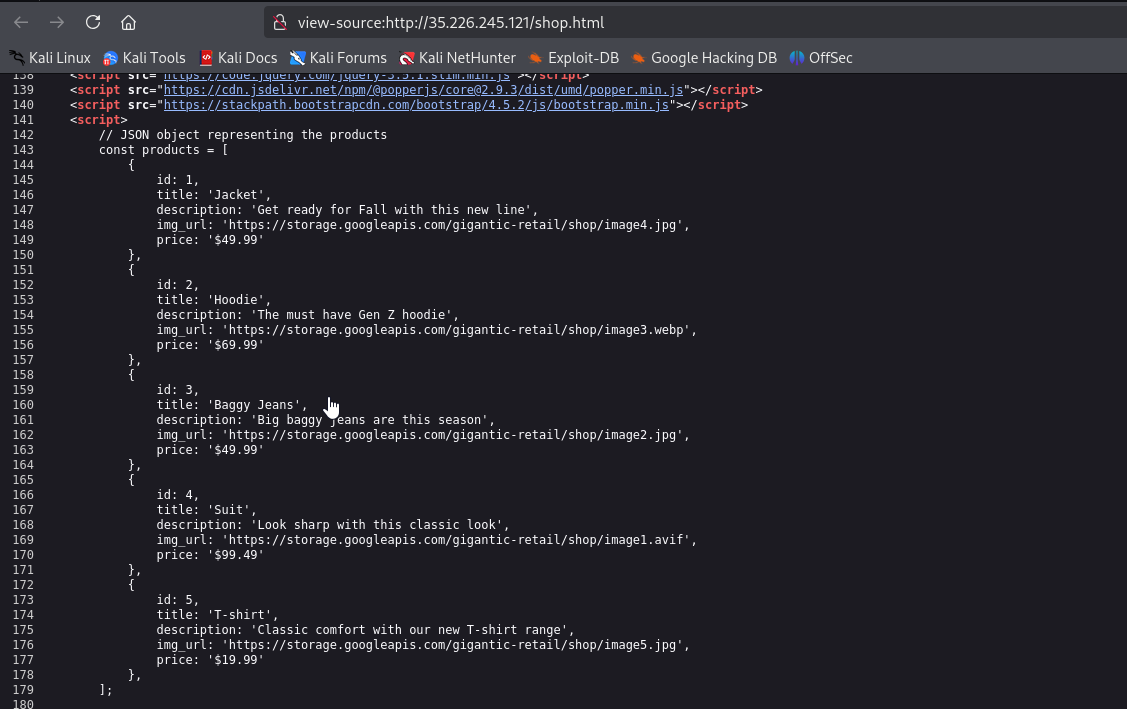 view-source:http://35.226.245.121/shop.html
Kali Linux Kali Tools Kali Docs Kali Forums Kali NetHunter Exploit-DB Google Hacking DB OffSec
138 <script src="https://code.jquery.com/jquery-3.5.1.slim.min.js"></script>
139 <script src="https://cdn.jsdelivr.net/npm/@popperjs/core@2.9.3/dist/umd/popper.min.js"></script>
140 <script src="https://stackpath.bootstrapcdn.com/bootstrap/4.5.2/js/bootstrap.min.js"></script>
141 <script>
142 // JSON object representing the products
143 const products = [
144 {
145 id: 1,
146 title: 'Jacket',
147 description: 'Get ready for Fall with this new line',
148 img_url: 'https://storage.googleapis.com/gigantic-retail/shop/image4.jpg',
149 price: '$49.99'
150 },
151 {
152 id: 2,
153 title: 'Hoodie',
154 description: 'The must have Gen Z hoodie',
155 img_url: 'https://storage.googleapis.com/gigantic-retail/shop/image3.webp',
156 price: '$69.99'
157 },
158 {
159 id: 3,
160 title: 'Baggy Jeans',
161 description: 'Big baggy jeans are this season',
162 img_url: 'https://storage.googleapis.com/gigantic-retail/shop/image2.jpg',
163 price: '$49.99'
164 },
165 {
166 id: 4,
167 title: 'Suit',
168 description: 'Look sharp with this classic look',
169 img_url: 'https://storage.googleapis.com/gigantic-retail/shop/image1.avif',
170 price: '$99.49'
171 },
172 {
173 id: 5,
174 title: 'T-shirt',
175 description: 'Classic comfort with our new T-shirt range',
176 img_url: 'https://storage.googleapis.com/gigantic-retail/shop/image5.jpg',
177 price: '$19.99'
178 },
179 ];
180